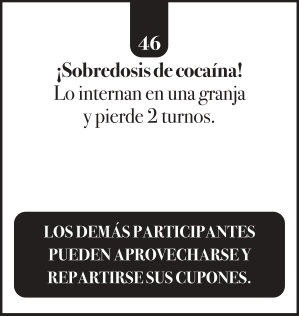 46
¡Sobredosis de cocaína!
Lo internan en una granja
y pierde 2 turnos.
LOS DEMÁS PARTICIPANTES
PUEDEN APROVECHARSE Y
REPARTIRSE SUS CUPONES.